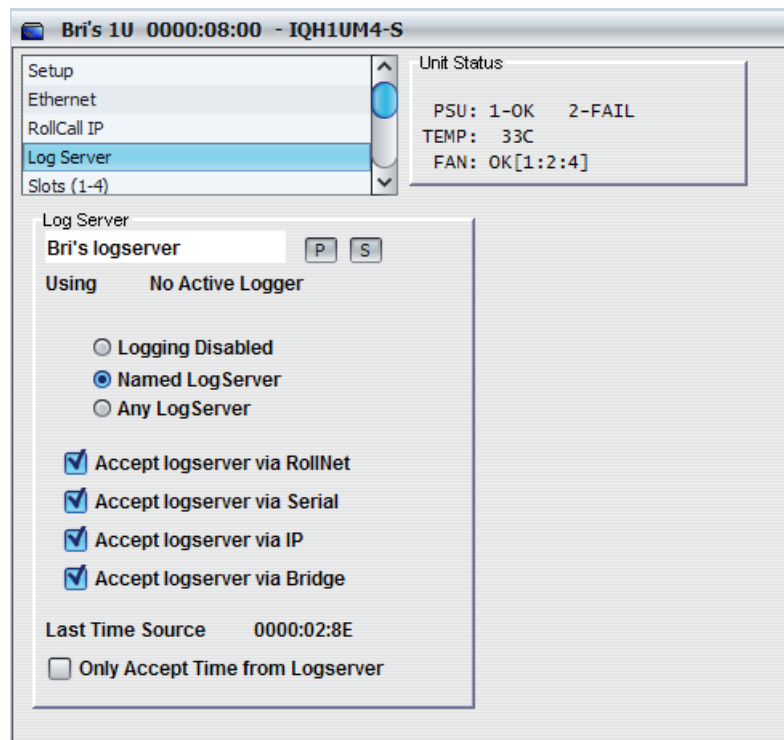 Bri's 1U 0000:08:00 - IQH1UM4-S
Setup
Ethernet
RollCall IP
Log Server
Slots (1-4)
Unit Status
PSU: 1-OK 2-FAIL
TEMP: 33C
FAN: OK[1:2:4]
Log Server
Bri's logserver P S
Using No Active Logger
Logging Disabled
Named LogServer
Any LogServer
Accept logserver via RollNet
Accept logserver via Serial
Accept logserver via IP
Accept logserver via Bridge
Last Time Source 0000:02:8E
Only Accept Time from Logserver